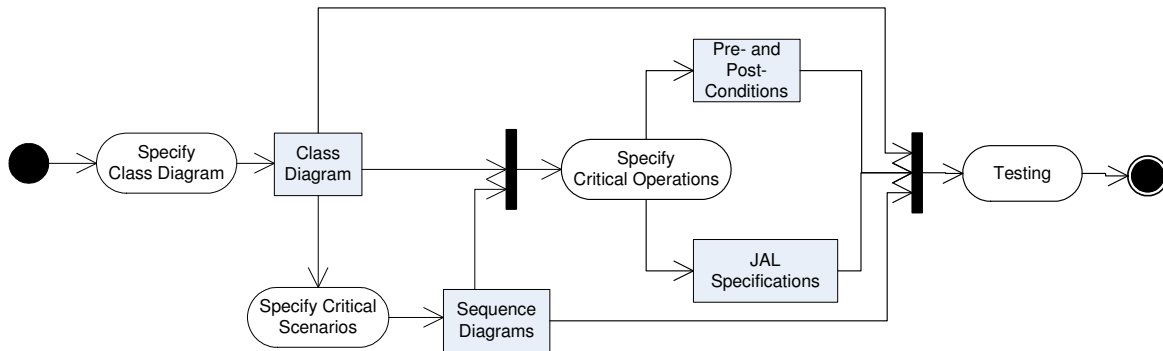 Specify
Class Diagram
Class
Diagram
Specify Critical
Scenarios
Sequence
Diagrams
Specify
Critical Operations
Pre- and
Post-
Conditions
JAL
Specifications
Testing